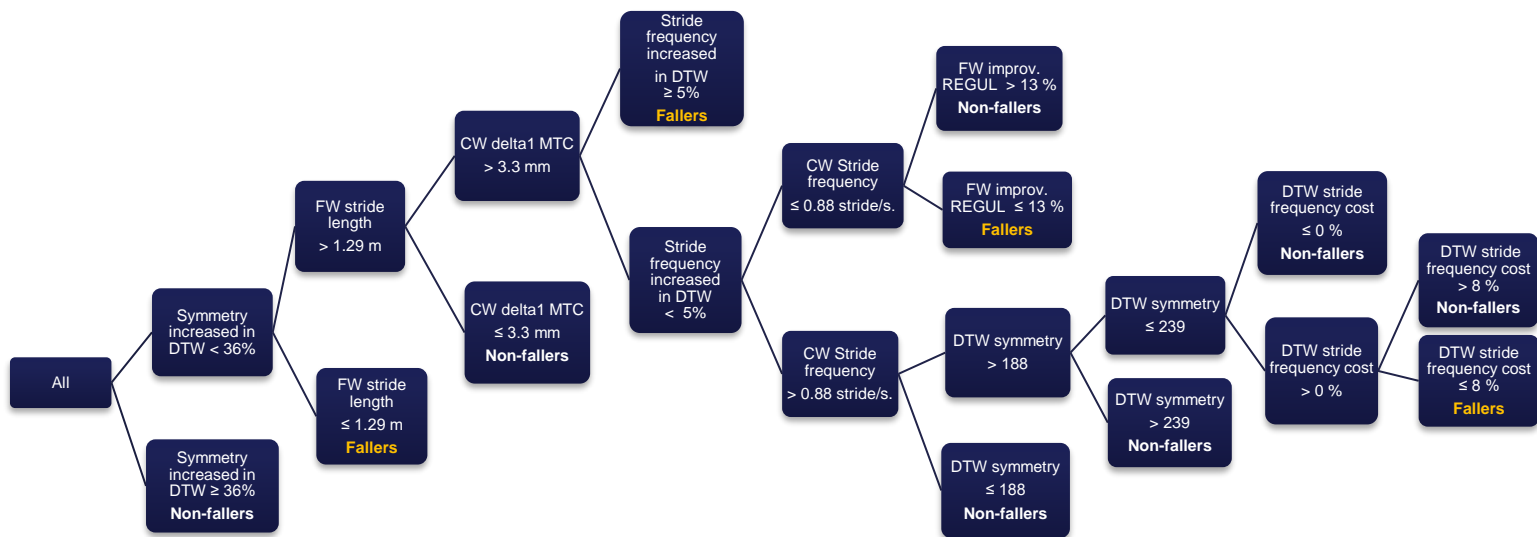 All
Symmetry
increased in
DTW < 36%
Symmetry
increased in
DTW ≥ 36%
Non-fallers
FW stride
length
> 1.29 m
FW stride
length
≤ 1.29 m
Fallers
CW delta1 MTC
> 3.3 mm
CW delta1 MTC
≤ 3.3 mm
Non-fallers
Stride
frequency
increased
in DTW
≥ 5%
Fallers
Stride
frequency
increased
in DTW
< 5%
CW Stride
frequency
≤ 0.88 stride/s.
CW Stride
frequency
> 0.88 stride/s.
FW improv.
REGUL > 13 %
Non-fallers
FW improv.
REGUL ≤ 13 %
Fallers
DTW symmetry
> 188
DTW symmetry
≤ 188
Non-fallers
DTW symmetry
≤ 239
DTW symmetry
> 239
Non-fallers
DTW stride
frequency cost
≤ 0 %
Non-fallers
DTW stride
frequency cost
> 0 %
DTW stride
frequency cost
> 8 %
Non-fallers
DTW stride
frequency cost
≤ 8 %
Fallers